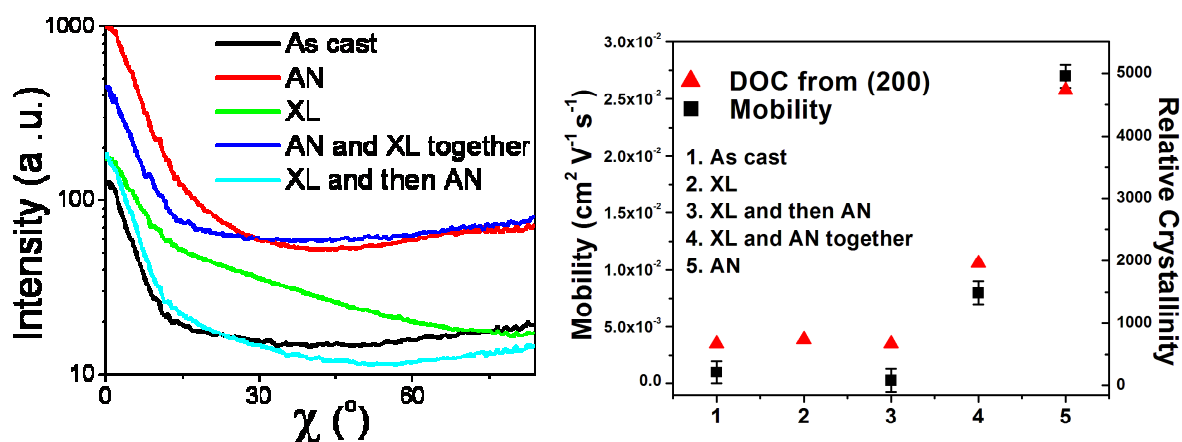 1000
100
10
Intensity (a .u.)
As cast
AN
XL
AN and XL together
XL and then AN
0
30
60
χ (°)
3.0x10⁻²
2.5x10⁻²
2.0x10⁻²
1.5x10⁻²
1.0x10⁻²
5.0x10⁻³
0.0
Mobility (cm² V⁻¹ s⁻¹)
DOC from (200)
Mobility
1. As cast
2. XL
3. XL and then AN
4. XL and AN together
5. AN
1
2
3
4
5
5000
4000
3000
2000
1000
0
Relative Crystallinity